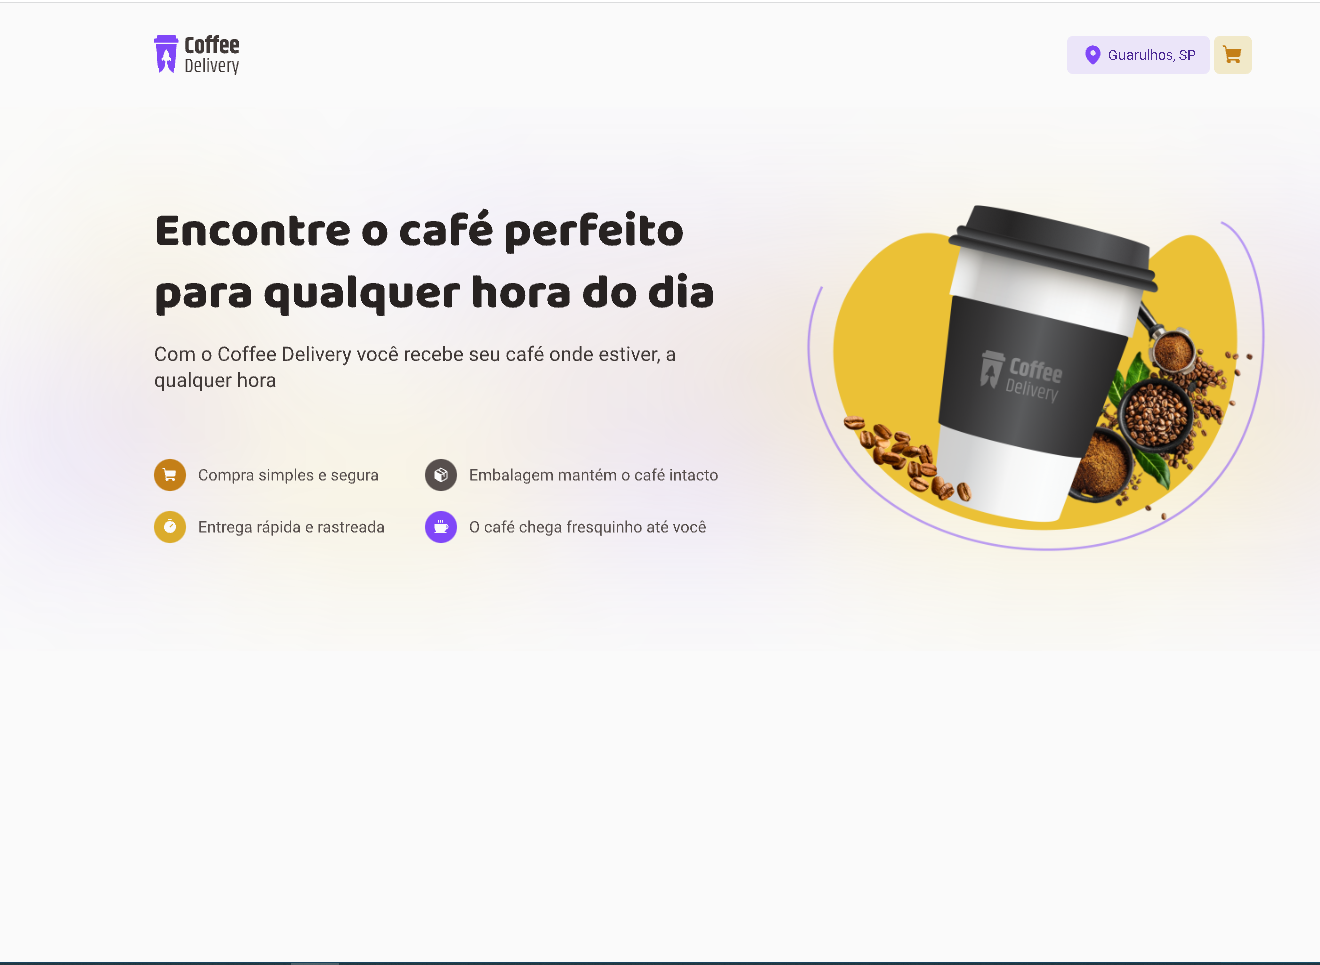 Coffee
Delivery
Guarulhos, SP
Encontre o café perfeito
para qualquer hora do dia
Com o Coffee Delivery você recebe seu café onde estiver, a
qualquer hora
Coffee
Delivery
Compra simples e segura
Embalagem mantém o café intacto
Entrega rápida e rastreada
O café chega fresquinho até você